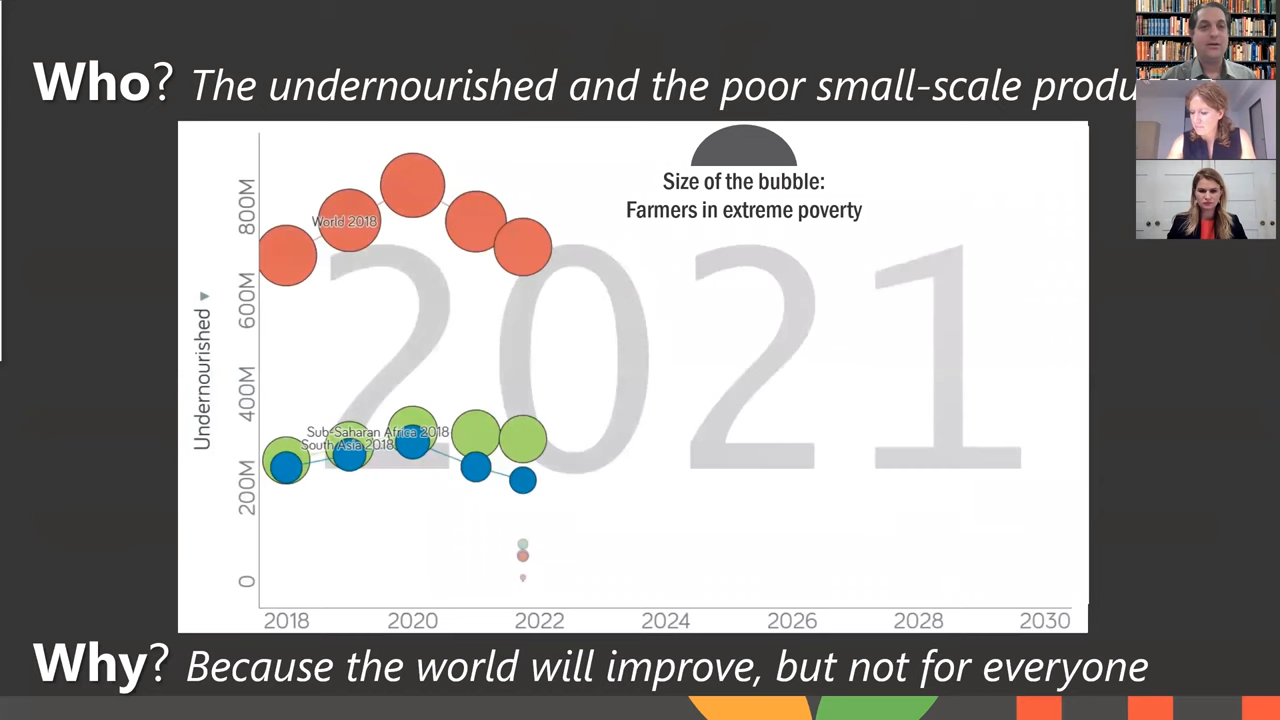 Who? The undernourished and the poor small-scale produ
Size of the bubble:
Farmers in extreme poverty
2021
Undernourished
800M
600M
400M
200M
0
World 2018
Sub-Saharan Africa 2018
South Asia 2018
2018 2020 2022 2024 2026 2028 2030
Why? Because the world will improve, but not for everyone